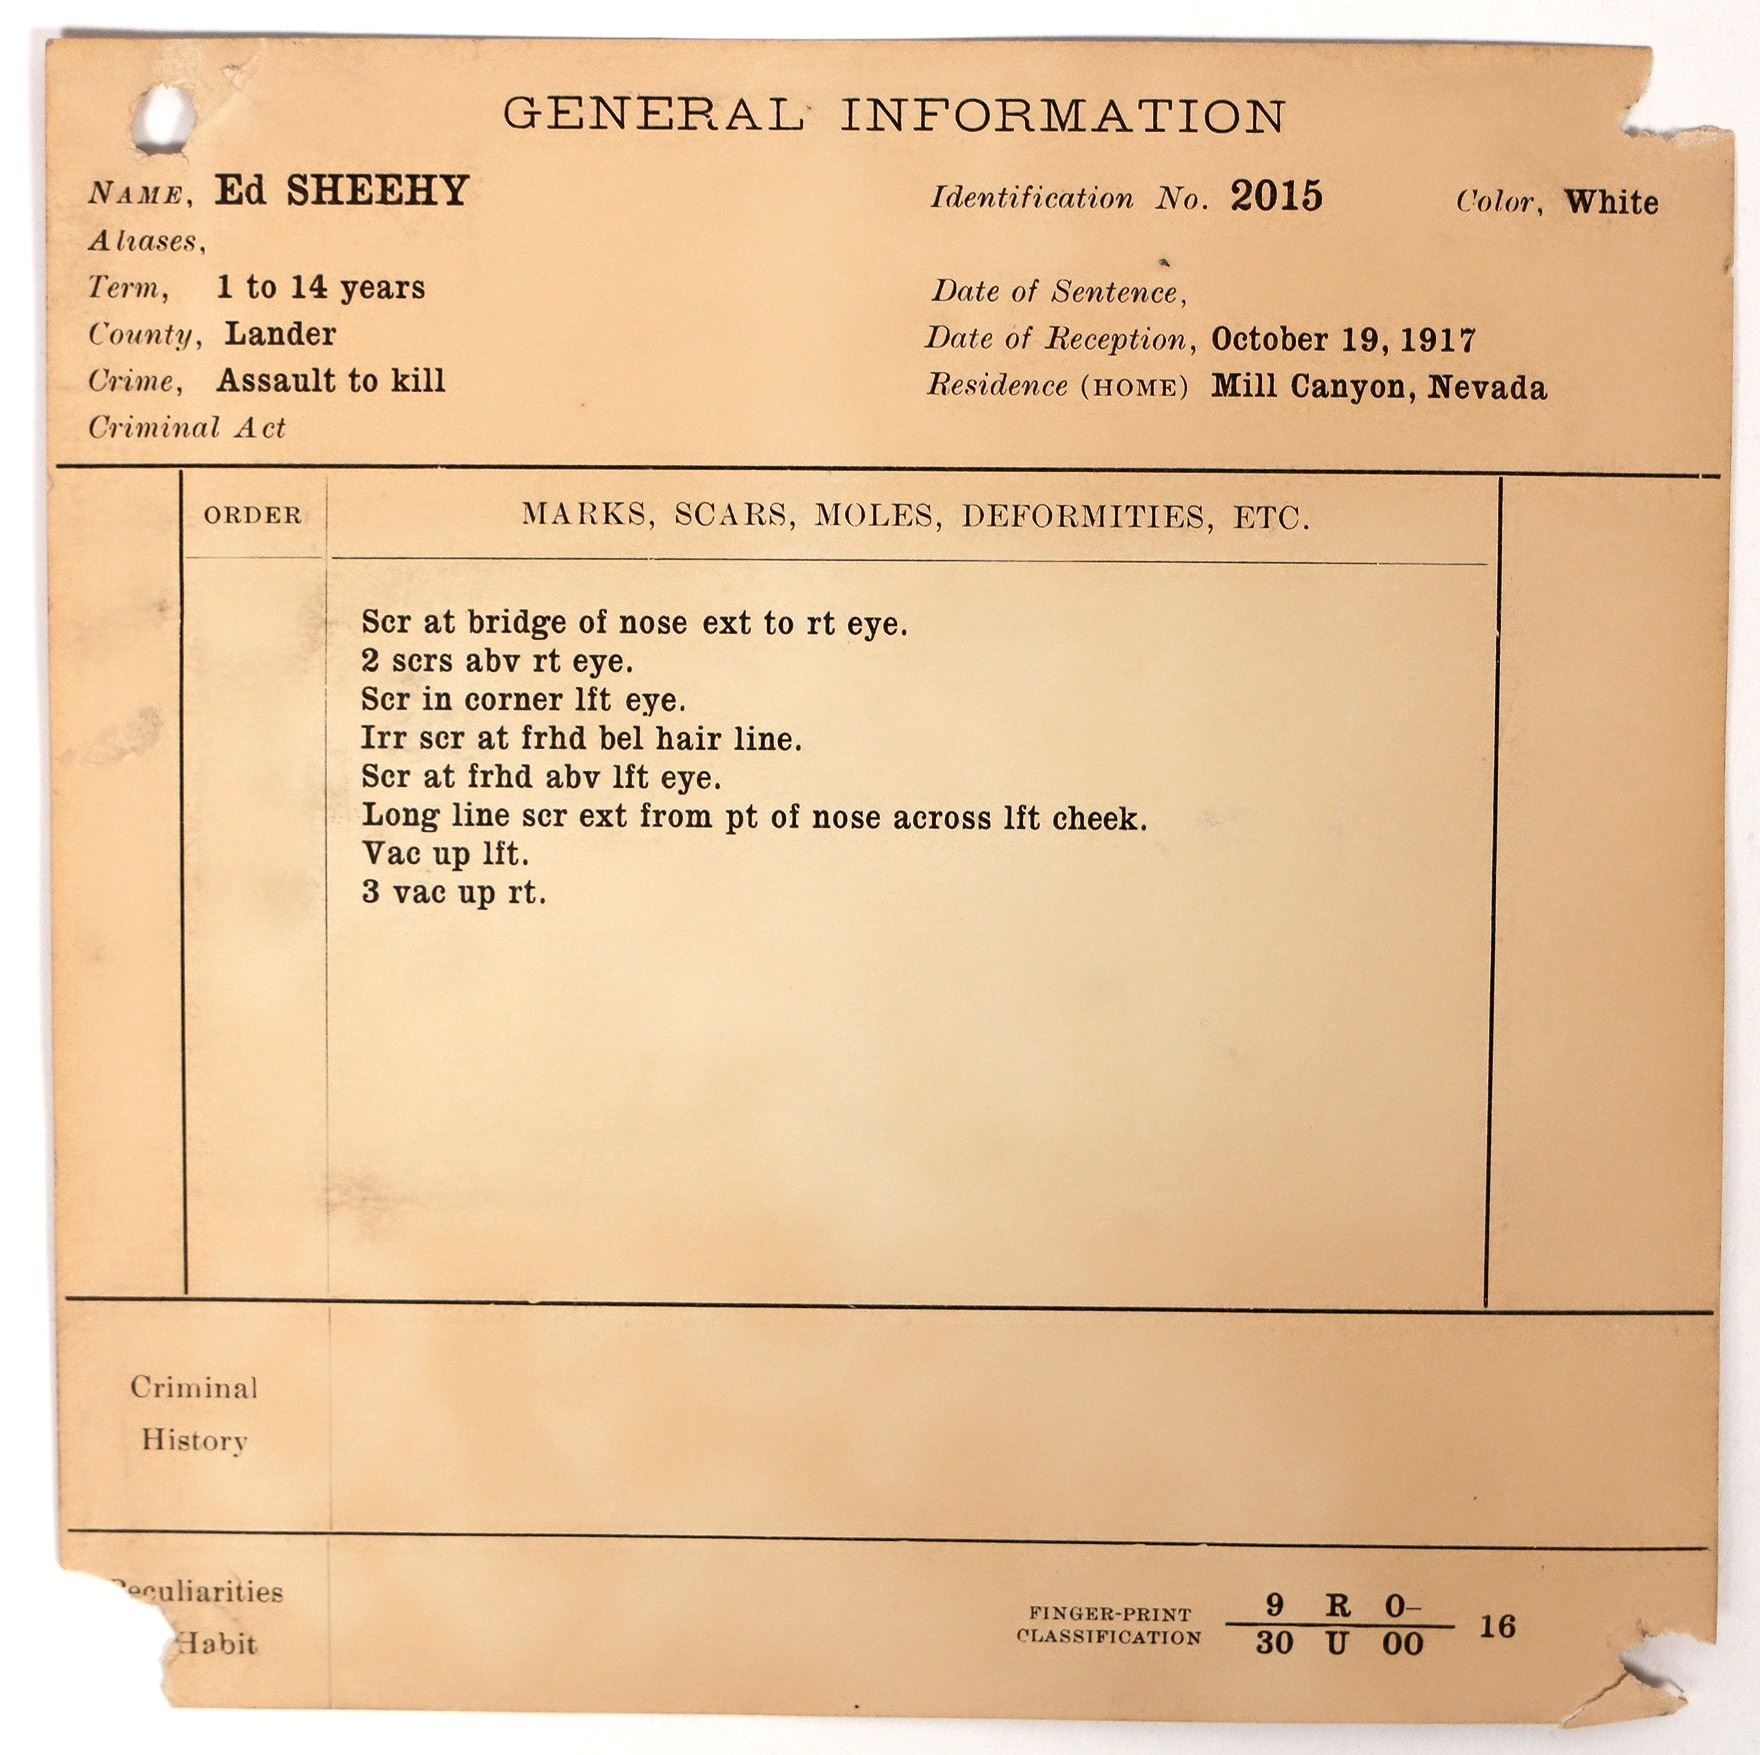 GENERAL INFORMATION
NAME, Ed SHEEHY Identification No. 2015 Color, White
Aliases,
Term, 1 to 14 years Date of Sentence,
County, Lander Date of Reception, October 19, 1917
Crime, Assault to kill Residence (HOME) Mill Canyon, Nevada
Criminal Act
ORDER MARKS, SCARS, MOLES, DEFORMITIES, ETC.
Scr at bridge of nose ext to rt eye.
2 scrs abv rt eye.
Scr in corner lft eye.
Irr scr at frhd bel hair line.
Scr at frhd abv lft eye.
Long line scr ext from pt of nose across lft cheek.
Vac up lft.
3 vac up rt.
Criminal
History
Peculiarities
Habit
FINGER-PRINT
CLASSIFICATION
9 R O-
30 U OO 16